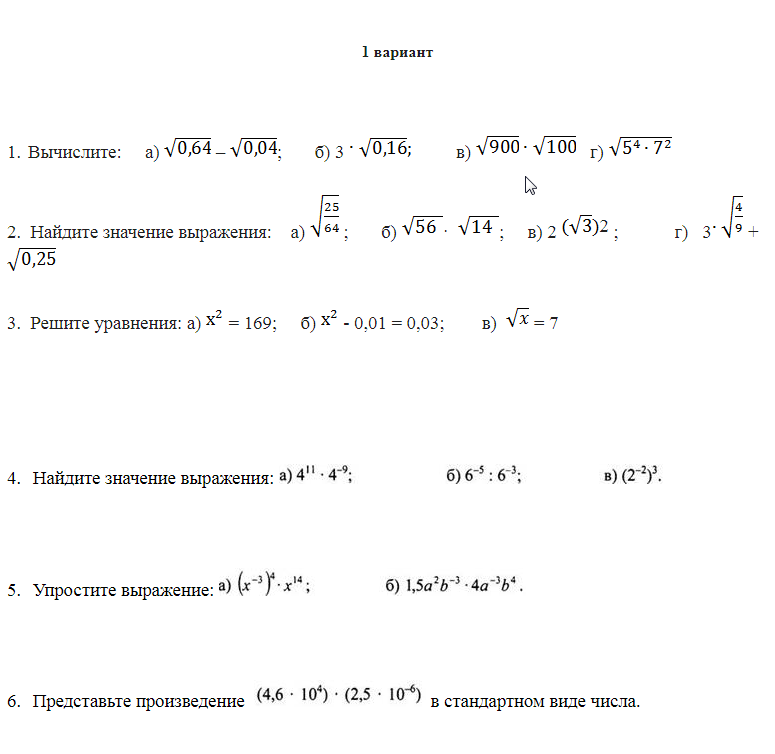 1 вариант
1. Вычислите: а) √0,64 – √0,04; б) 3 · √0,16; в) √900 · √100 г) √5⁴ · 7²
2. Найдите значение выражения: а) √25/64 ; б) √56 · √14 ; в) 2 (√3)2 ; г) 3· √4/9 +
√0,25
3. Решите уравнения: а) x² = 169; б) x² - 0,01 = 0,03; в) √x = 7
4. Найдите значение выражения: а) 4¹¹ · 4⁻⁹; б) 6⁻⁵ : 6⁻³; в) (2⁻²)³.
5. Упростите выражение: а) (x⁻³)⁴ · x¹⁴ ; б) 1,5a²b⁻³ · 4a⁻³b⁴ .
6. Представьте произведение (4,6 · 10⁴) · (2,5 · 10⁻⁶) в стандартном виде числа.